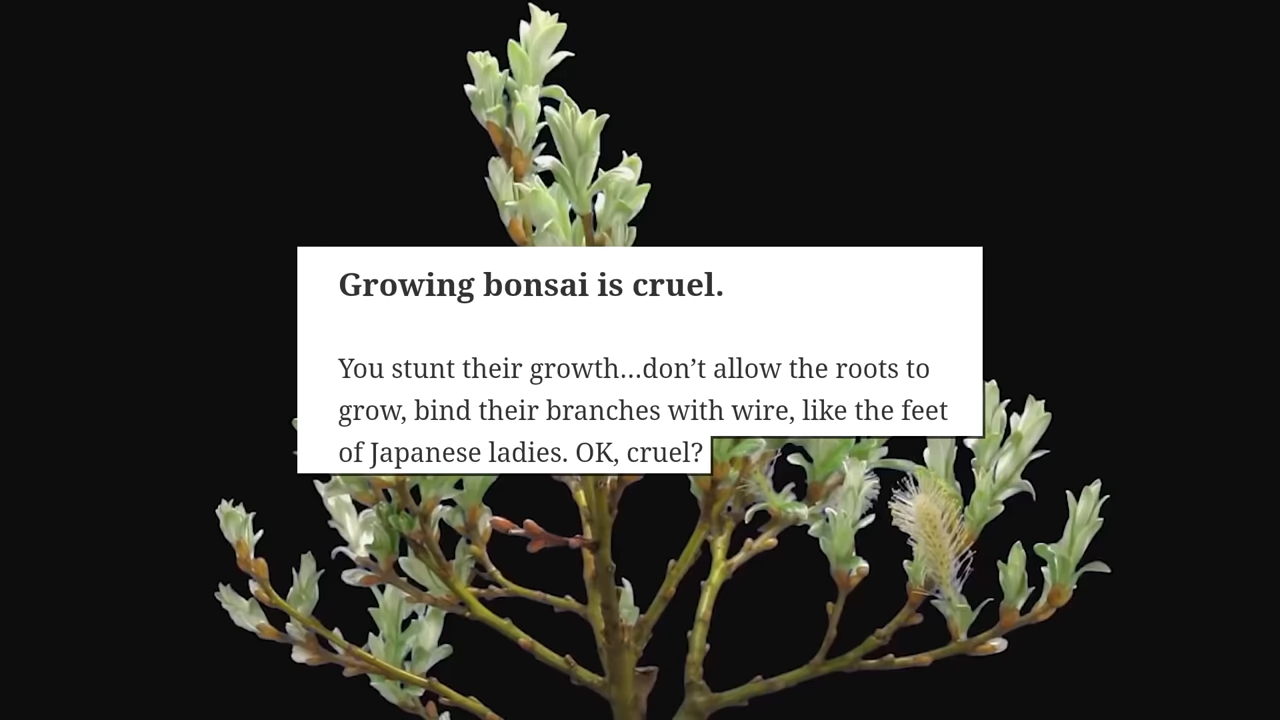 Growing bonsai is cruel.
You stunt their growth…don’t allow the roots to
grow, bind their branches with wire, like the feet
of Japanese ladies. OK, cruel?